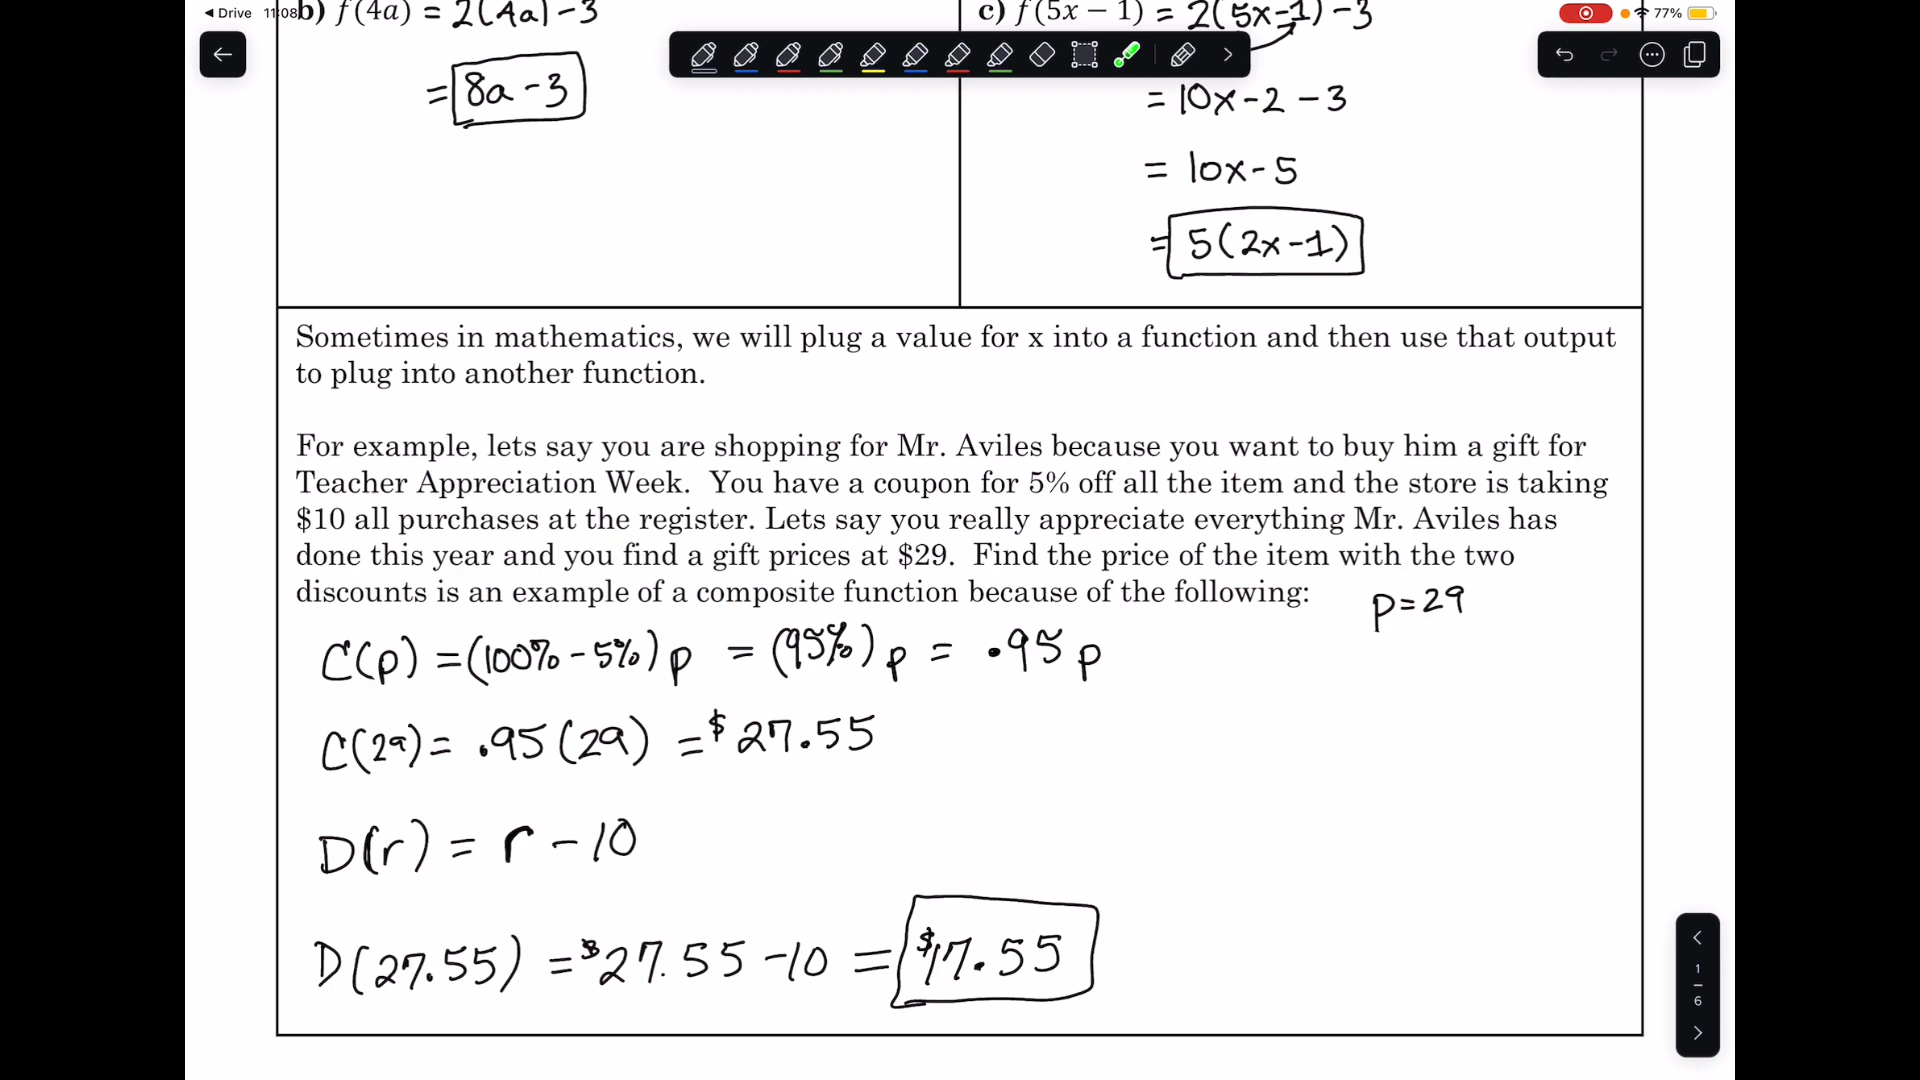 ◀ Drive 11:08
77%
b) f(4a) = 2(4a) - 3
= 8a - 3
c) f(5x − 1) = 2(5x-1) - 3
= 10x - 2 - 3
= 10x - 5
= 5(2x - 1)
Sometimes in mathematics, we will plug a value for x into a function and then use that output
to plug into another function.
For example, lets say you are shopping for Mr. Aviles because you want to buy him a gift for
Teacher Appreciation Week. You have a coupon for 5% off all the item and the store is taking
$10 all purchases at the register. Lets say you really appreciate everything Mr. Aviles has
done this year and you find a gift prices at $29. Find the price of the item with the two
discounts is an example of a composite function because of the following:
p=29
C(p) = (100% - 5%) p = (95%) p = .95 p
C(29) = .95 (29) = $27.55
D(r) = r - 10
D(27.55) = $27.55 - 10 = $17.55
1
6